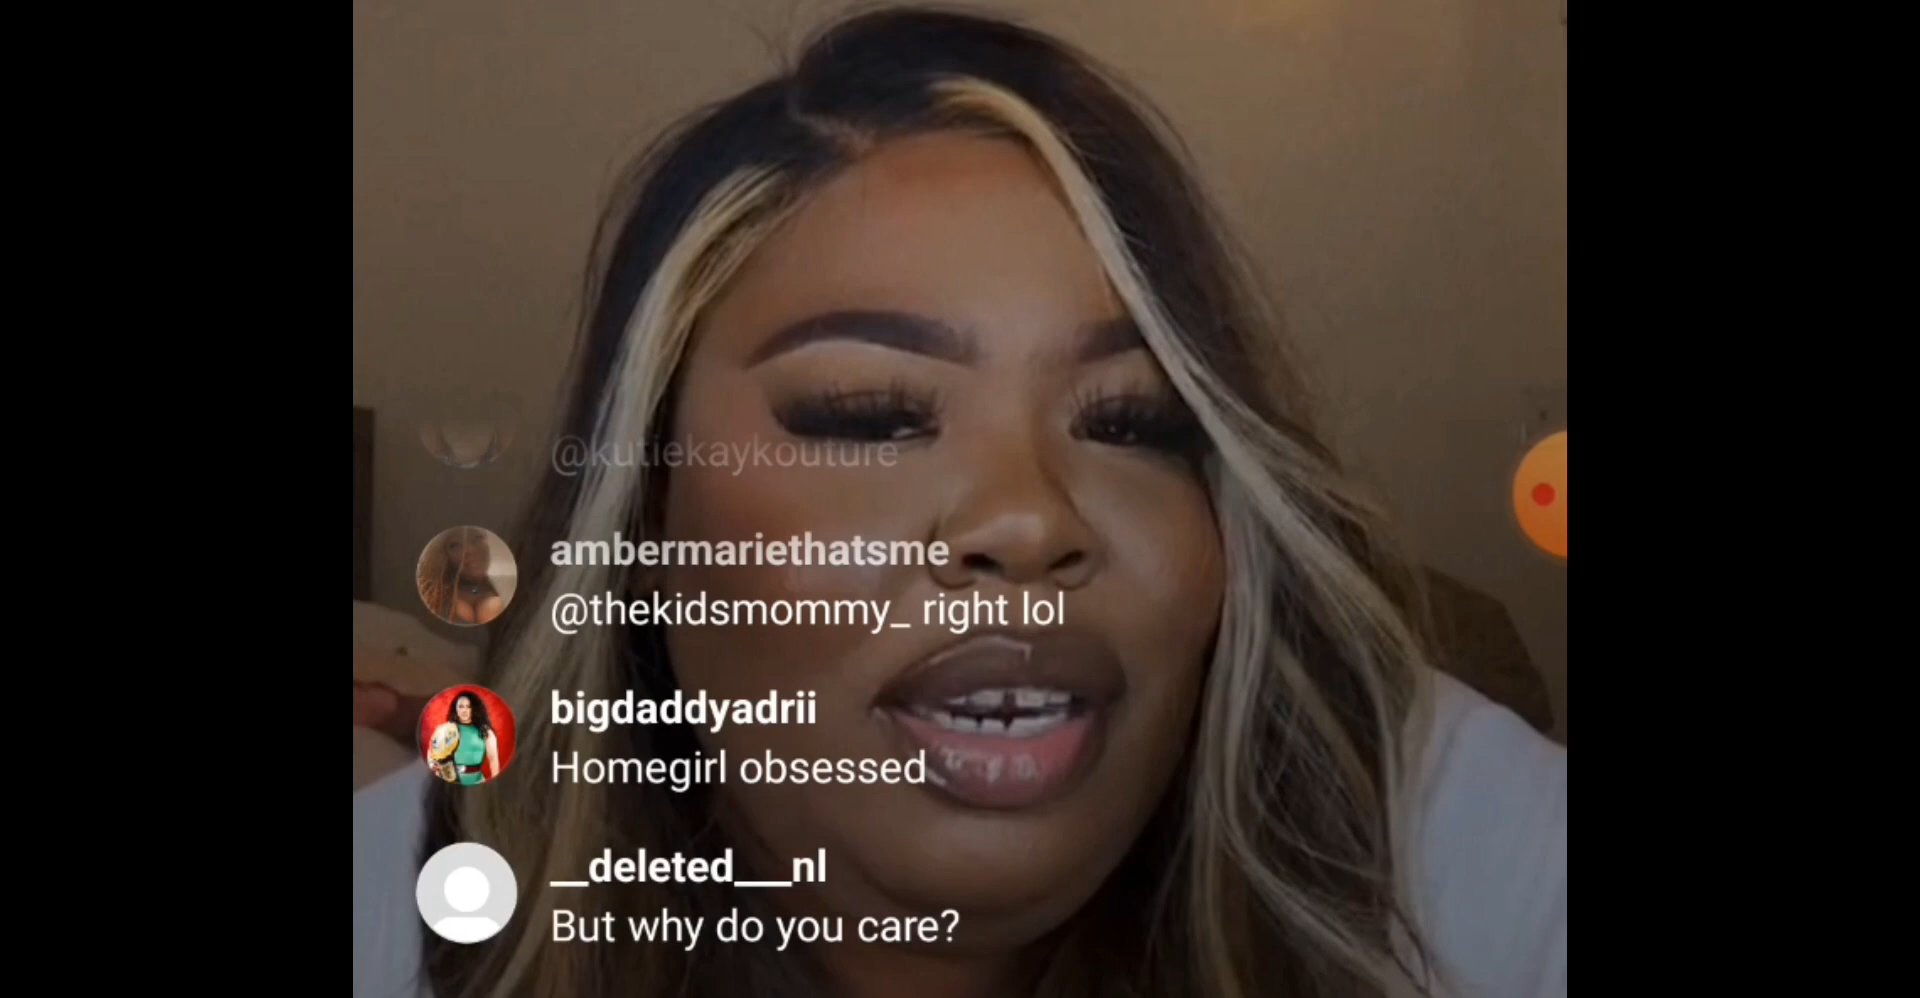 @kutiekaykouture
ambermariethatsme
@thekidsmommy_ right lol
bigdaddyadrii
Homegirl obsessed
__deleted___nl
But why do you care?